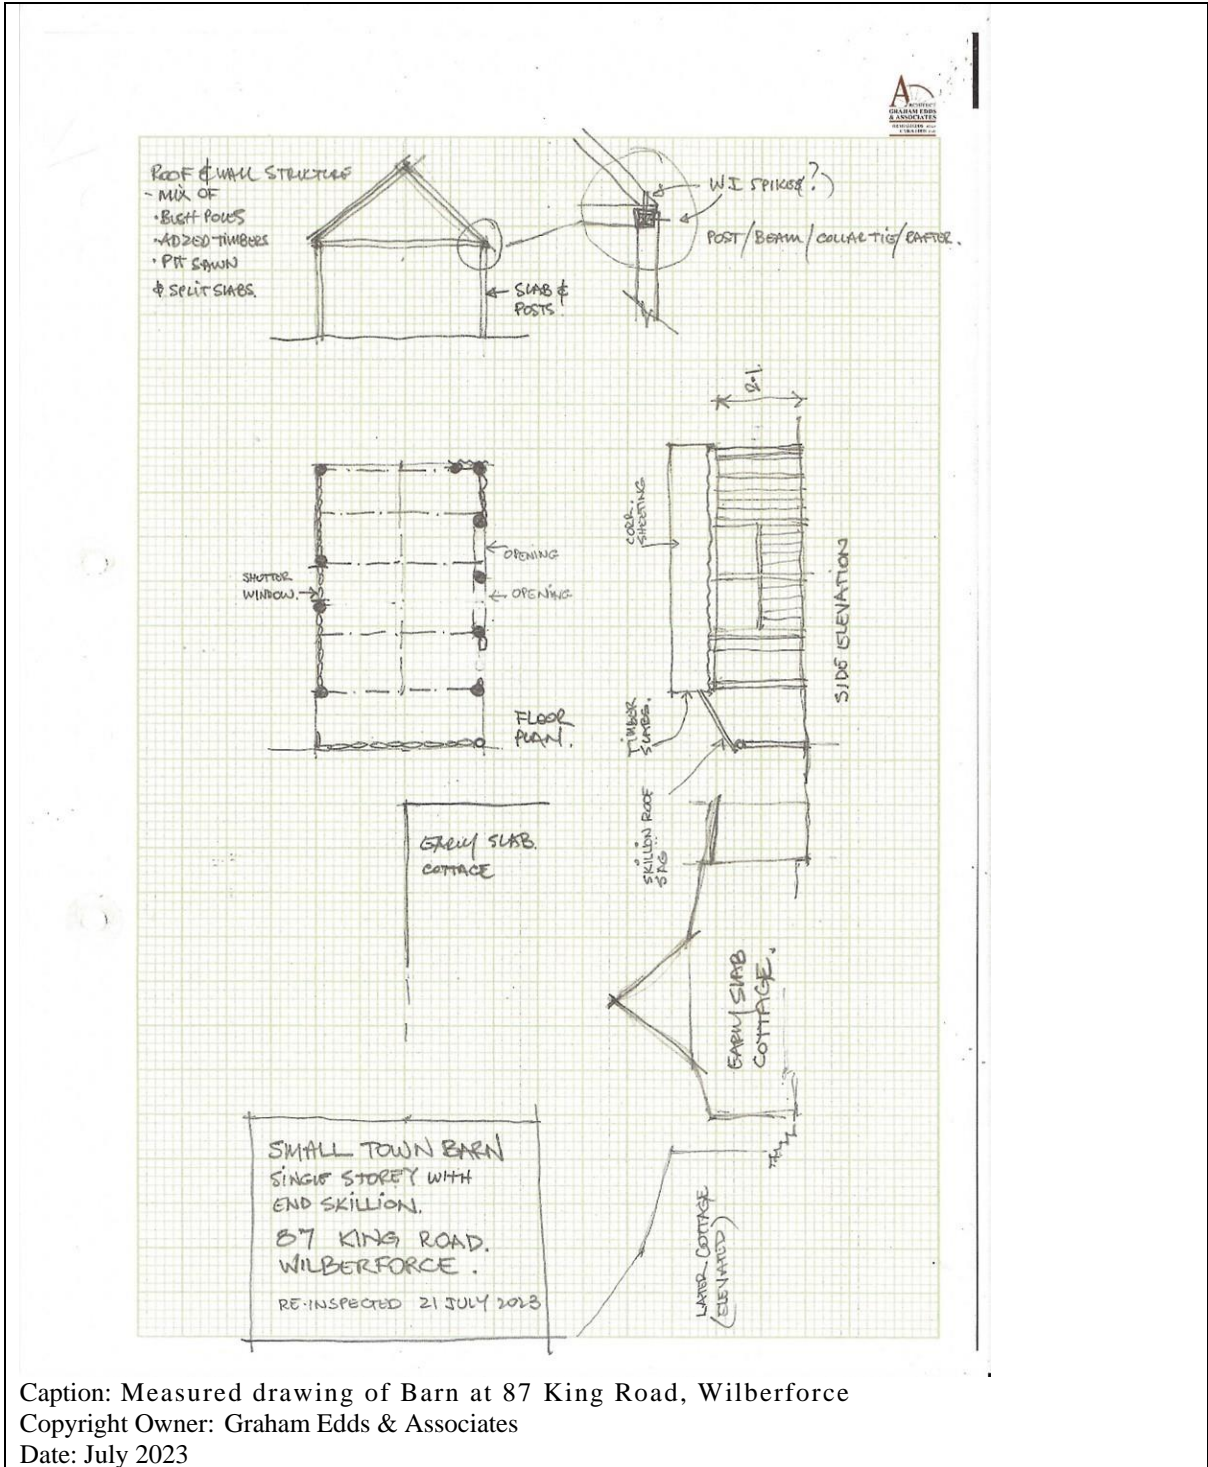 ARCHITECT
GRAHAM EDDS
& ASSOCIATES
ROOF & WALL STRUCTURE
- MIX OF
• BUSH POLES
• ADZED TIMBERS
• PIT SAWN
& SPLIT SLABS.
SLAB &
POSTS
WI SPIKES(?)
POST/BEAM/COLLAR TIE/RAFTER.
2.1.
CORR.
SHEETING
SIDE ELEVATION
OPENING
OPENING
SHUTTER
WINDOW.
FLOOR
PLAN.
TIMBER
SLABS.
SKILLION ROOF
SAG
EARLY SLAB
COTTAGE
EARLY SLAB
COTTAGE.
LATER COTTAGE
(ELEVATED)
SMALL TOWN BARN
SINGLE STOREY WITH
END SKILLION.
87 KING ROAD.
WILBERFORCE.
RE-INSPECTED 21 JULY 2023
Caption: Measured drawing of Barn at 87 King Road, Wilberforce
Copyright Owner: Graham Edds & Associates
Date: July 2023